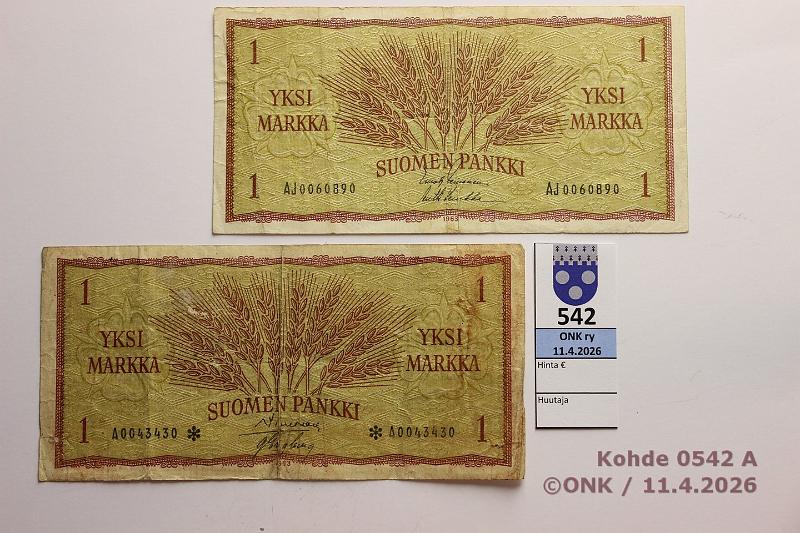 1 1
YKSI MARKKA
YKSI MARKKA
SUOMEN PANKKI
1 AJ0060890 AJ0060890 1
1963
1 1
YKSI MARKKA
YKSI MARKKA
SUOMEN PANKKI
1 A0043430 * * A0043430 1
1963
542
ONK ry
11.4.2026
Hinta €
Huutaja
Kohde 0542 A
©ONK / 11.4.2026